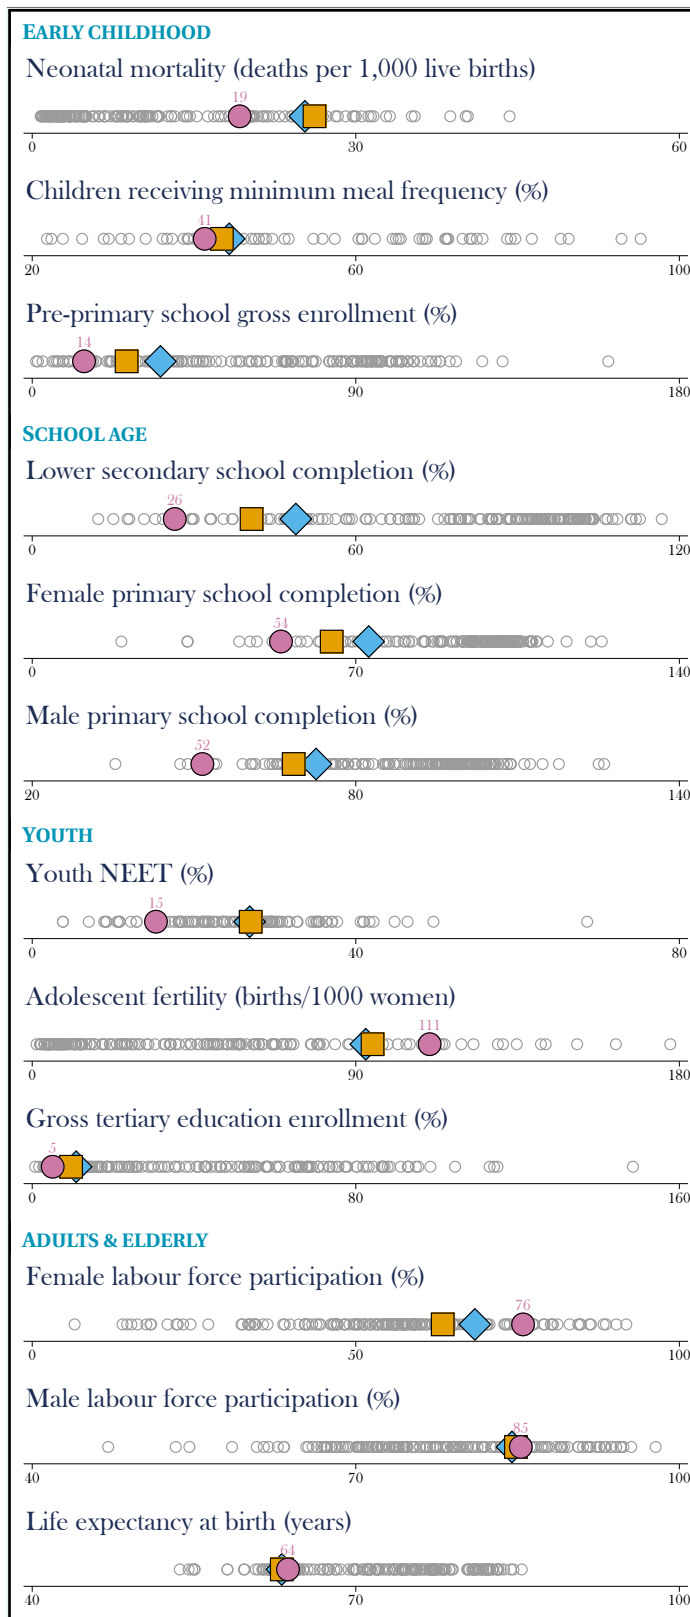 EARLY CHILDHOOD
Neonatal mortality (deaths per 1,000 live births)
19
0 30 60
Children receiving minimum meal frequency (%)
41
20 60 100
Pre-primary school gross enrollment (%)
14
0 90 180
SCHOOL AGE
Lower secondary school completion (%)
26
0 60 120
Female primary school completion (%)
54
0 70 140
Male primary school completion (%)
52
20 80 140
YOUTH
Youth NEET (%)
15
0 40 80
Adolescent fertility (births/1000 women)
111
0 90 180
Gross tertiary education enrollment (%)
5
0 80 160
ADULTS & ELDERLY
Female labour force participation (%)
76
0 50 100
Male labour force participation (%)
85
40 70 100
Life expectancy at birth (years)
64
40 70 100